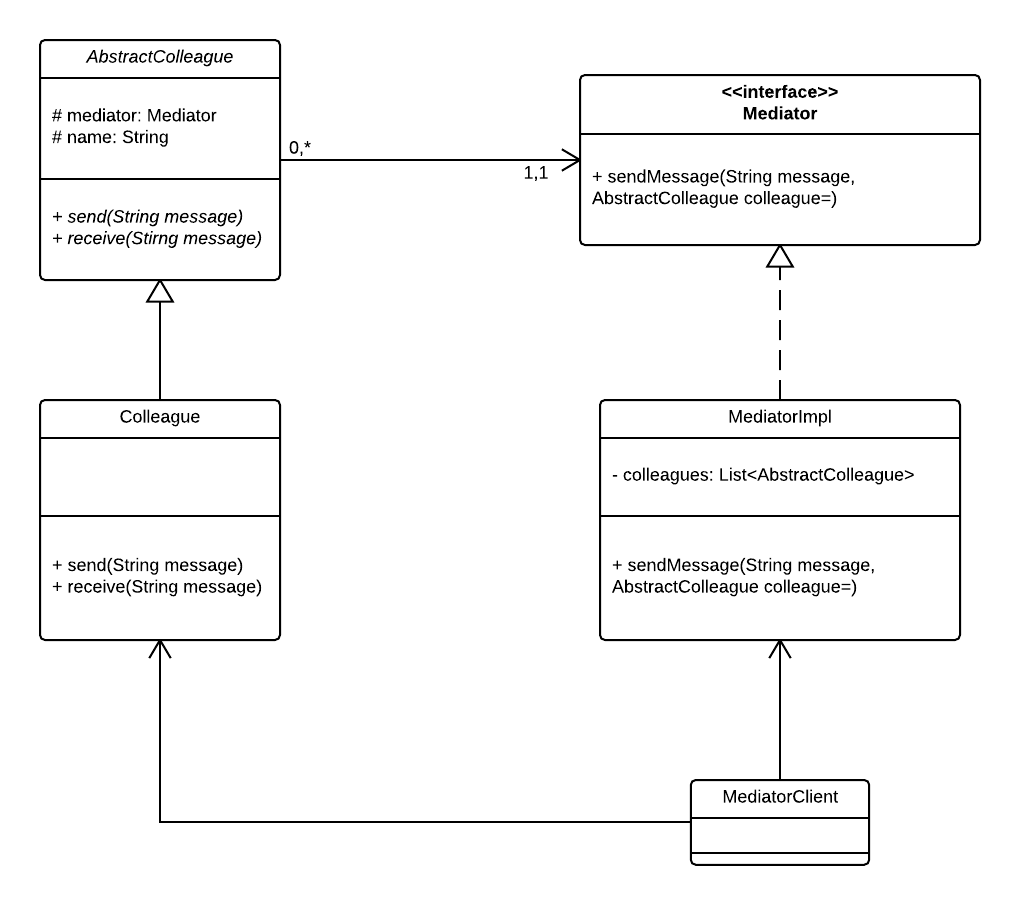 AbstractColleague
# mediator: Mediator
# name: String
+ send(String message)
+ receive(Stirng message)
0,*
1,1
<<interface>>
Mediator
+ sendMessage(String message,
AbstractColleague colleague=)
Colleague
+ send(String message)
+ receive(String message)
MediatorImpl
- colleagues: List<AbstractColleague>
+ sendMessage(String message,
AbstractColleague colleague=)
MediatorClient